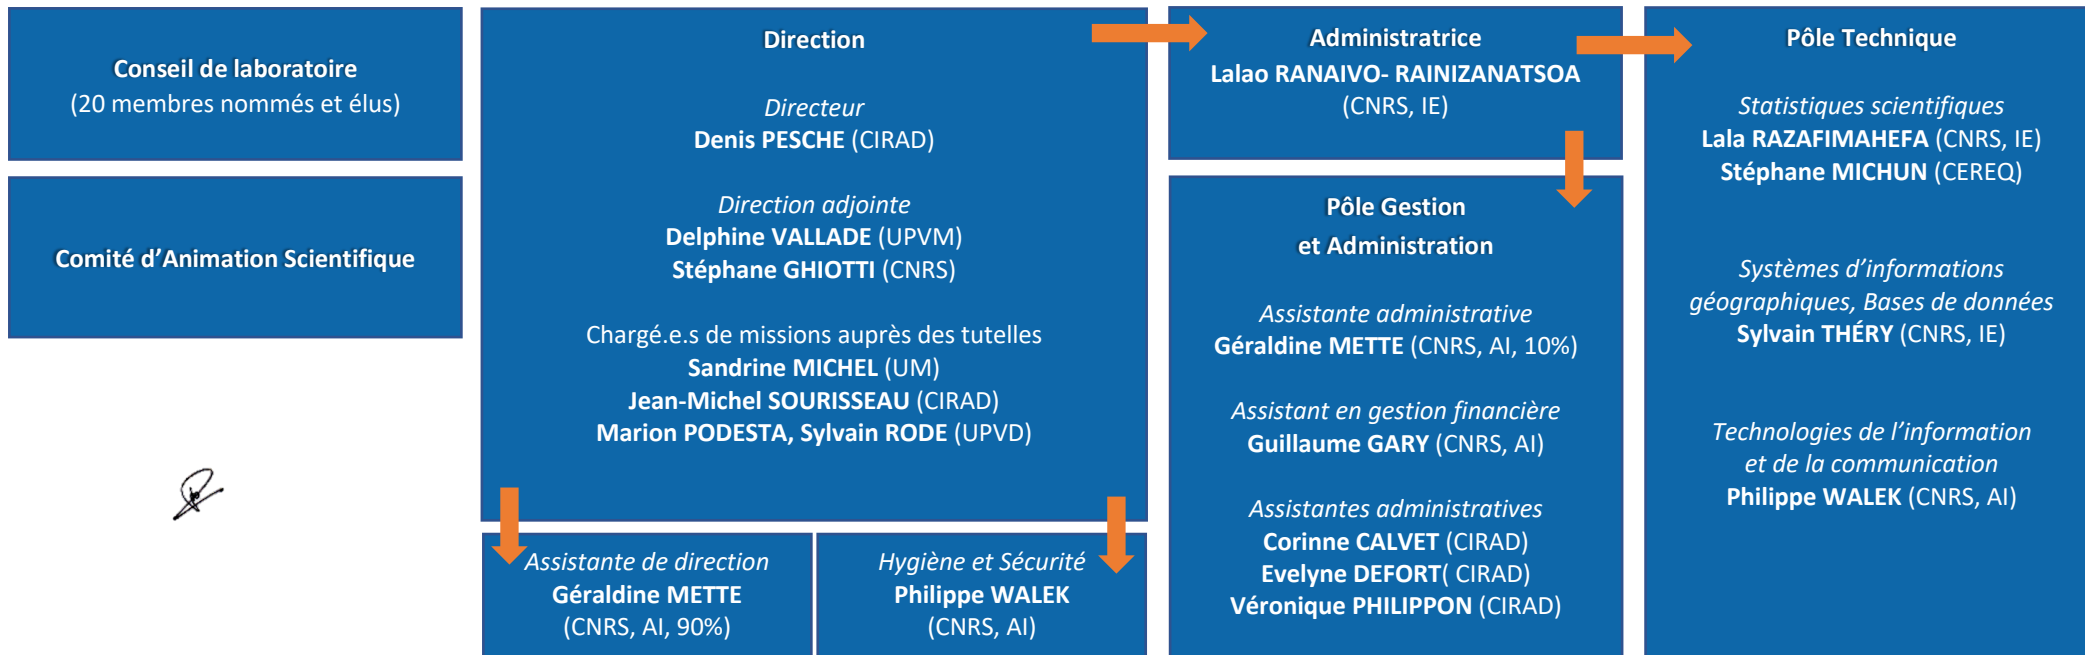 Conseil de laboratoire
(20 membres nommés et élus)
Comité d’Animation Scientifique
Direction
Directeur
Denis PESCHE (CIRAD)
Direction adjointe
Delphine VALLADE (UPVM)
Stéphane GHIOTTI (CNRS)
Chargé.e.s de missions auprès des tutelles
Sandrine MICHEL (UM)
Jean-Michel SOURISSEAU (CIRAD)
Marion PODESTA, Sylvain RODE (UPVD)
Assistante de direction
Géraldine METTE
(CNRS, AI, 90%)
Hygiène et Sécurité
Philippe WALEK
(CNRS, AI)
Administratrice
Lalao RANAIVO- RAINIZANATSOA
(CNRS, IE)
Pôle Gestion
et Administration
Assistante administrative
Géraldine METTE (CNRS, AI, 10%)
Assistant en gestion financière
Guillaume GARY (CNRS, AI)
Assistantes administratives
Corinne CALVET (CIRAD)
Evelyne DEFORT( CIRAD)
Véronique PHILIPPON (CIRAD)
Pôle Technique
Statistiques scientifiques
Lala RAZAFIMAHEFA (CNRS, IE)
Stéphane MICHUN (CEREQ)
Systèmes d’informations
géographiques, Bases de données
Sylvain THÉRY (CNRS, IE)
Technologies de l’information
et de la communication
Philippe WALEK (CNRS, AI)